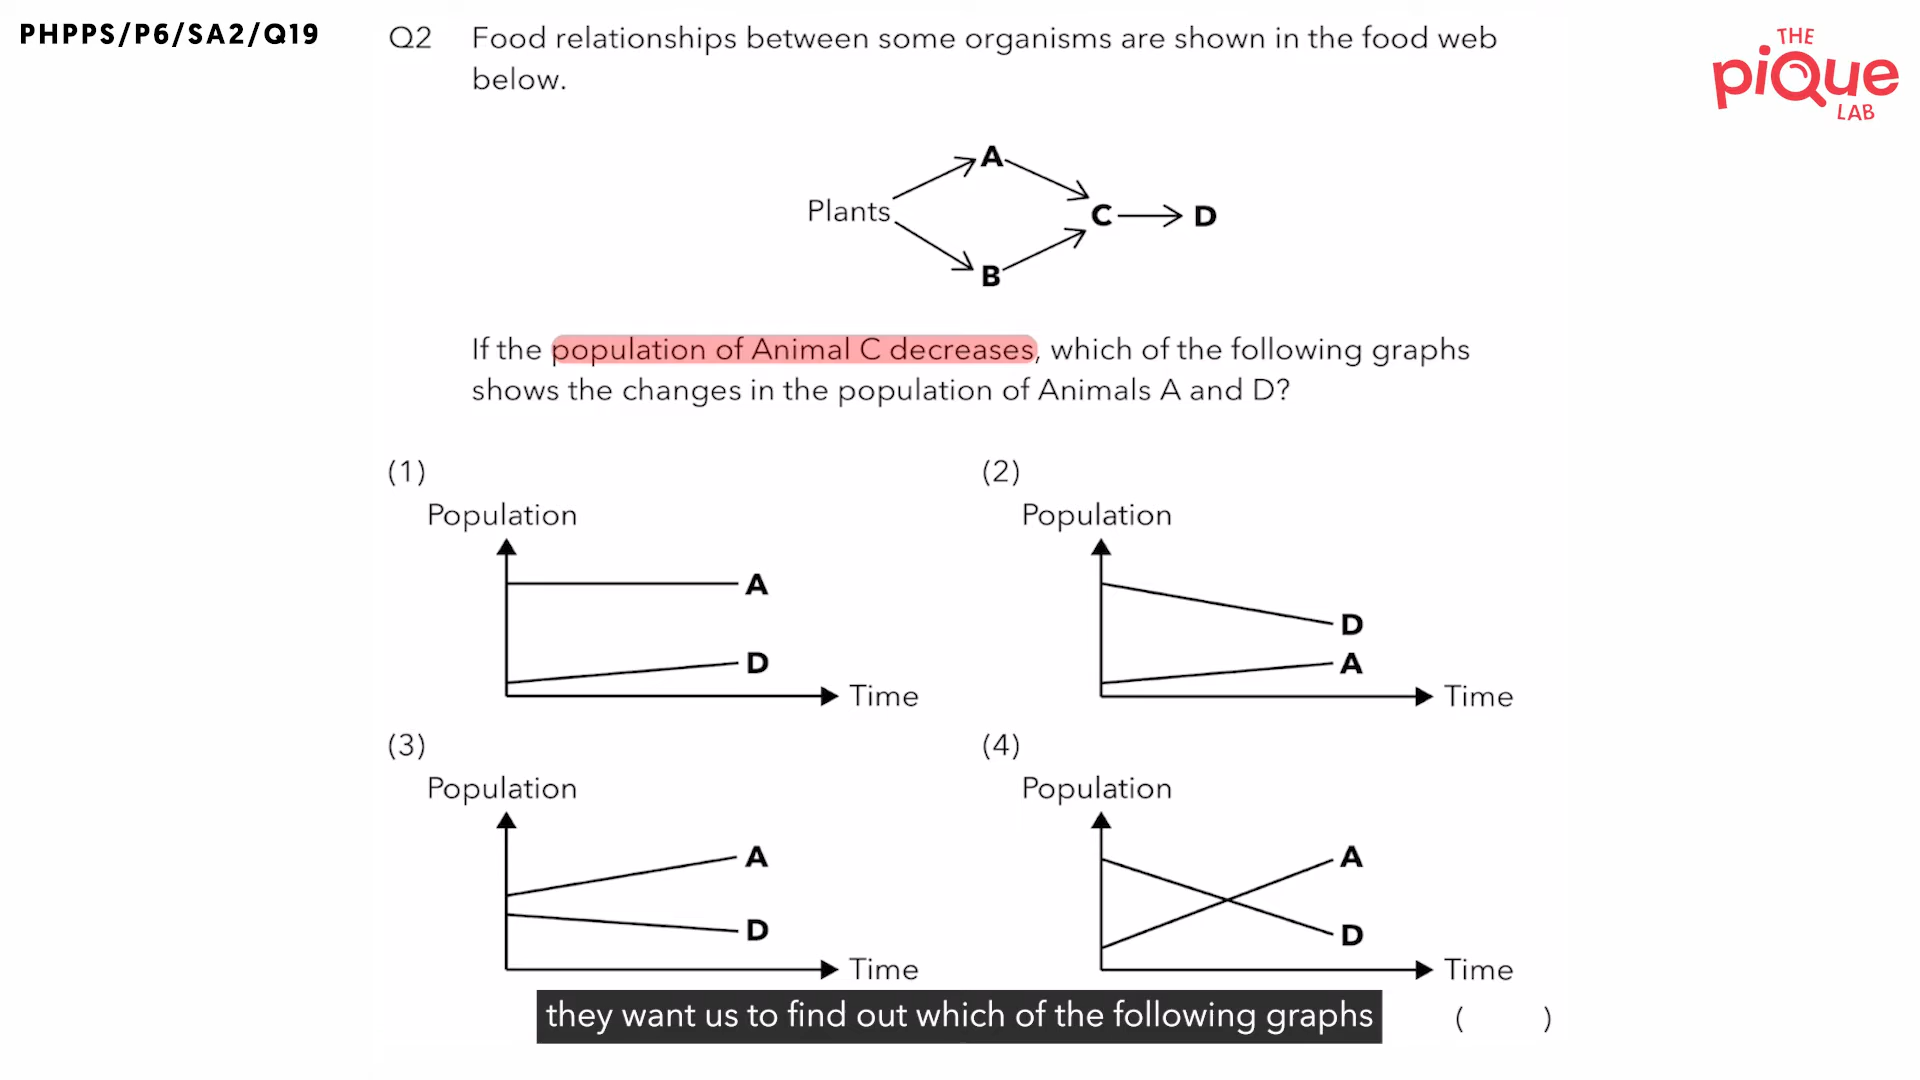 PHPPS/P6/SA2/Q19
THE
piQue
LAB
Q2 Food relationships between some organisms are shown in the food web
below.
A
Plants
C
D
B
If the population of Animal C decreases, which of the following graphs
shows the changes in the population of Animals A and D?
(1)
Population
A
D
Time
(2)
Population
D
A
Time
(3)
Population
A
D
Time
(4)
Population
A
D
Time
they want us to find out which of the following graphs
( )